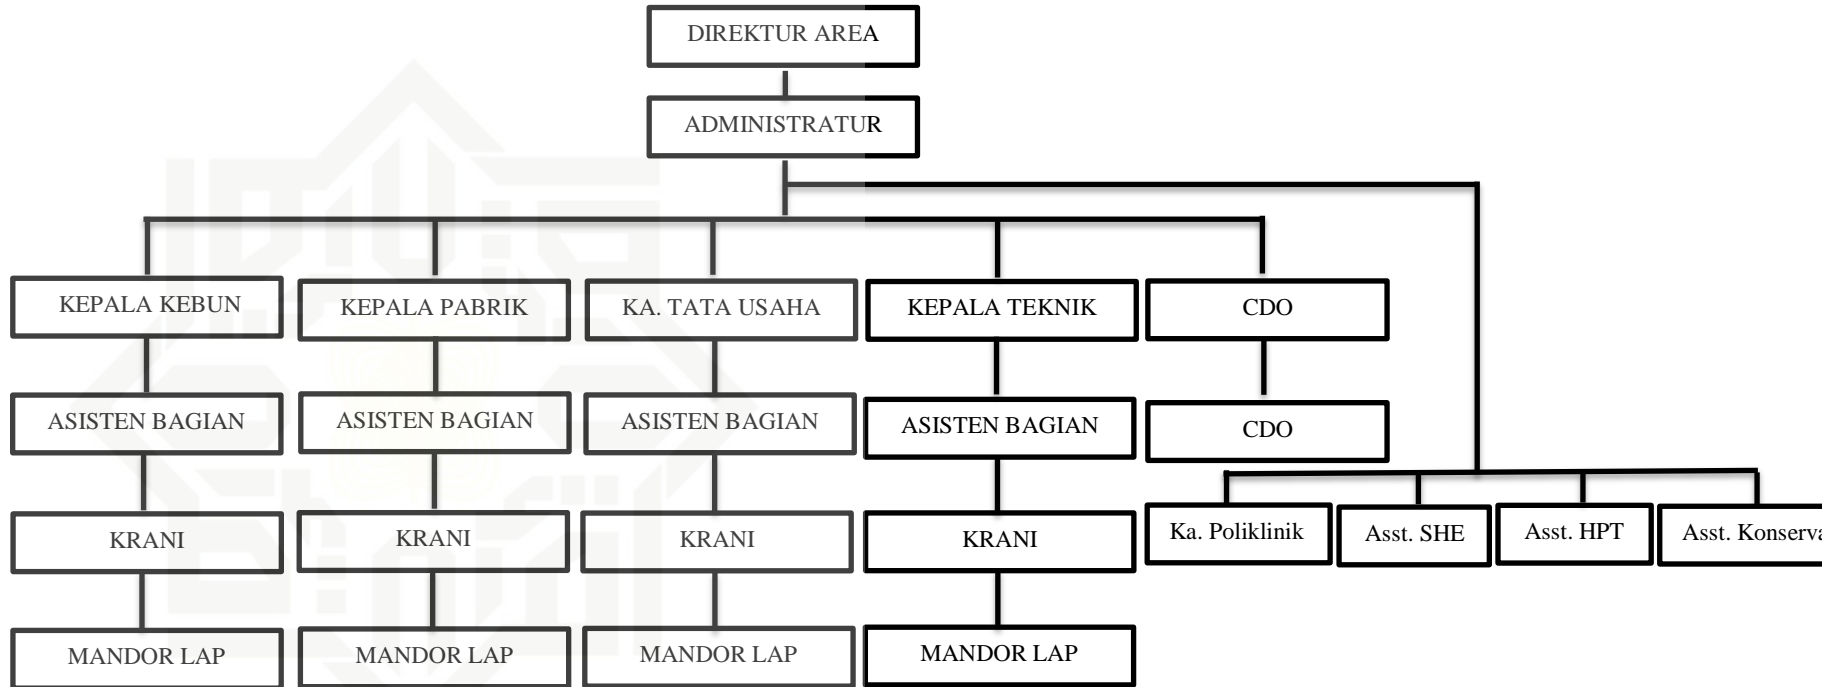 DIREKTUR AREA
ADMINISTRATUR
KEPALA KEBUN
KEPALA PABRIK
KA. TATA USAHA
KEPALA TEKNIK
CDO
ASISTEN BAGIAN
ASISTEN BAGIAN
ASISTEN BAGIAN
ASISTEN BAGIAN
CDO
KRANI
KRANI
KRANI
KRANI
Ka. Poliklinik
Asst. SHE
Asst. HPT
Asst. Konserva
MANDOR LAP
MANDOR LAP
MANDOR LAP
MANDOR LAP